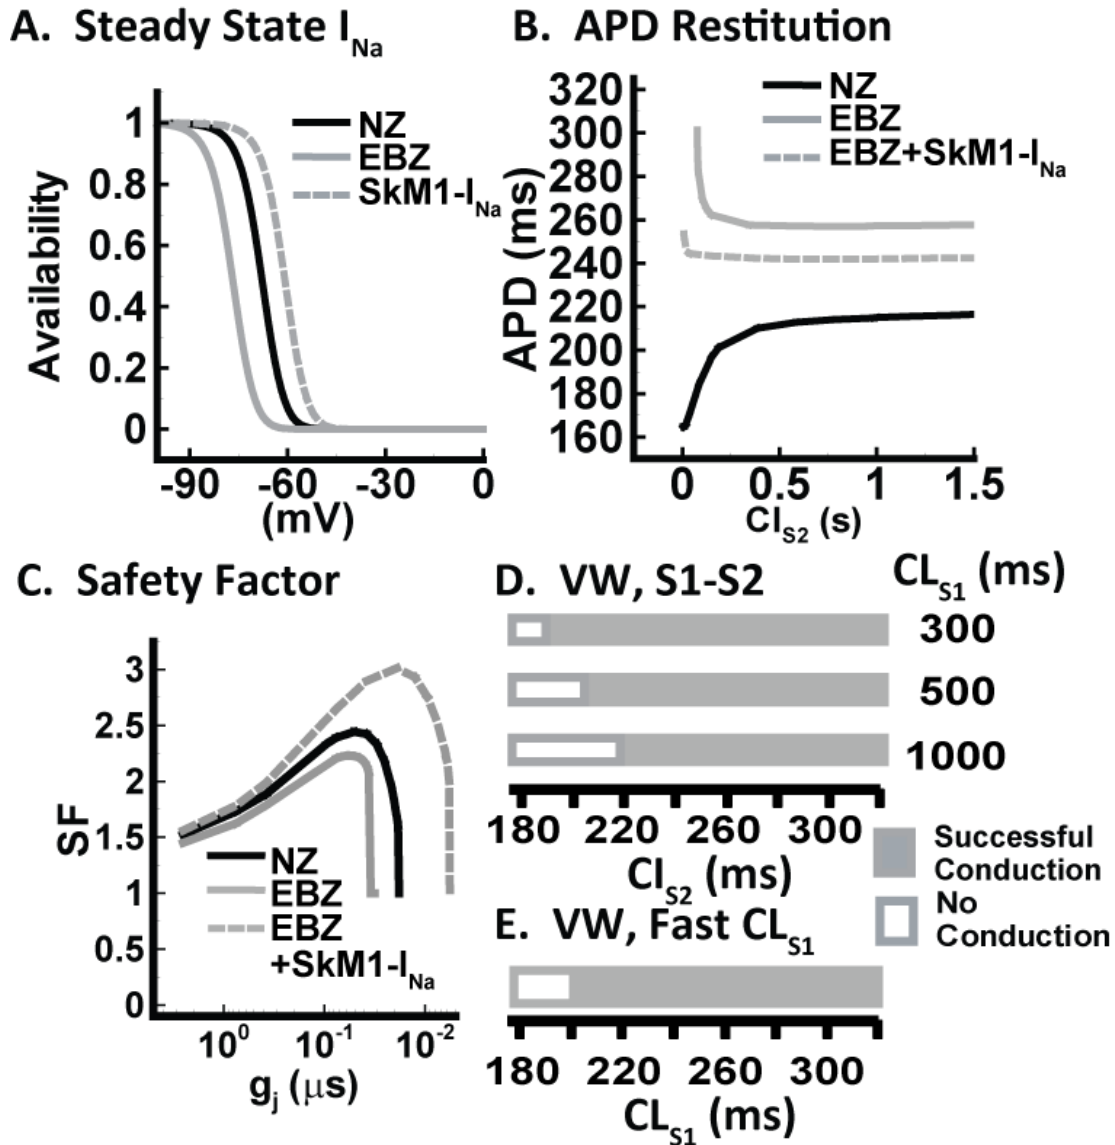 A. Steady State I_Na
B. APD Restitution
Availability
1
0.8
0.6
0.4
0.2
0
NZ
EBZ
SkM1-I_Na
-90
-60
-30
0
(mV)
APD (ms)
320
300
280
260
240
220
200
180
160
NZ
EBZ
EBZ+SkM1-I_Na
0
0.5
1
1.5
CI_S2 (s)
C. Safety Factor
SF
3
2.5
2
1.5
1
0.5
0
NZ
EBZ
EBZ
+SkM1-I_Na
10^0
10^-1
10^-2
g_j (μs)
D. VW, S1-S2
CL_S1 (ms)
300
500
1000
180
220
260
300
CI_S2 (ms)
Successful
Conduction
No
Conduction
E. VW, Fast CL_S1
180
220
260
300
CL_S1 (ms)